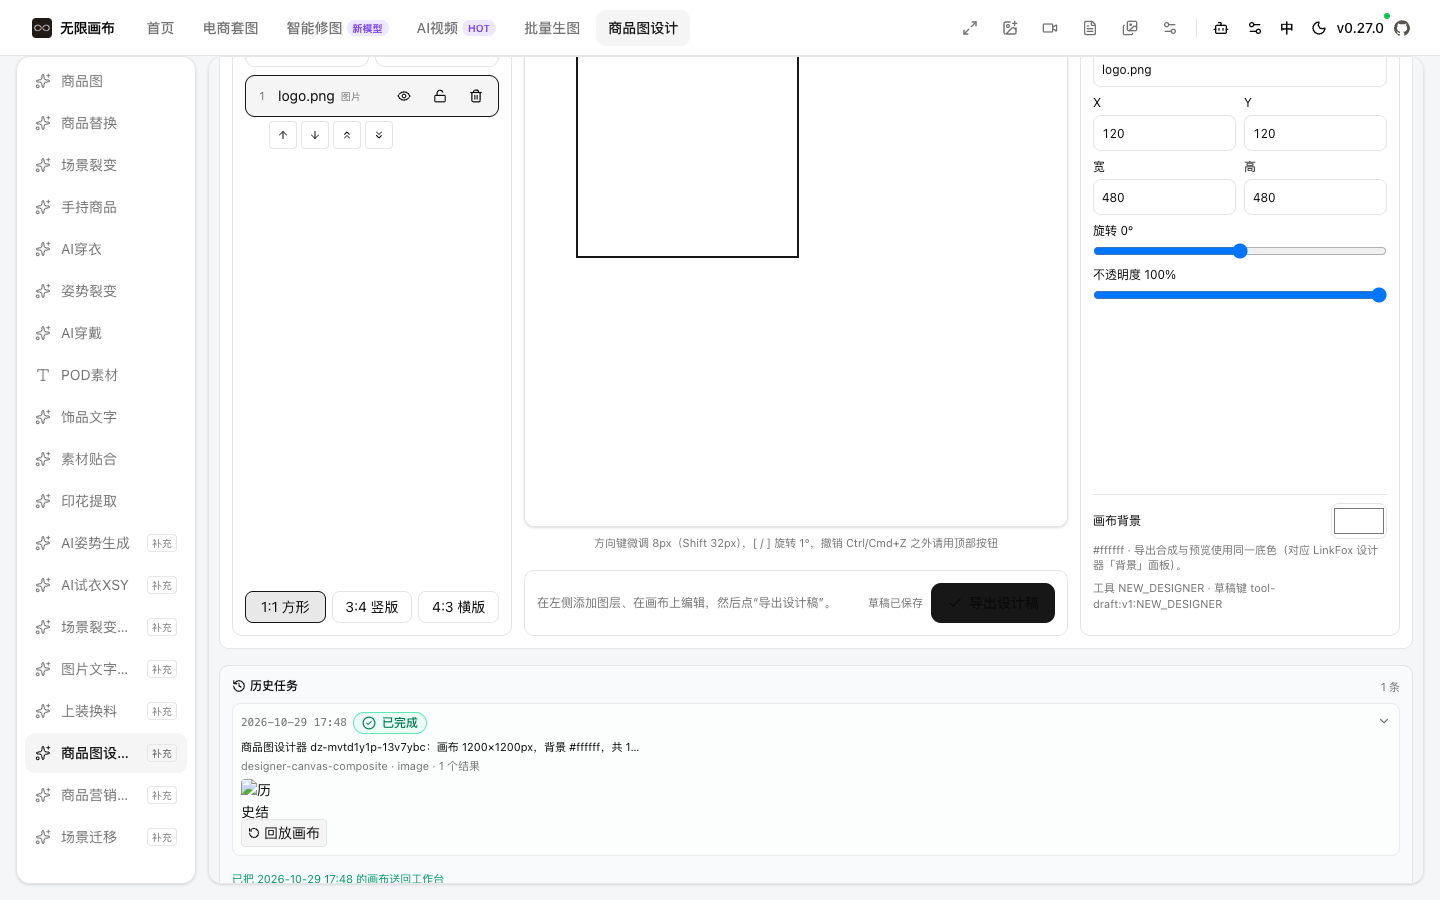 无限画布
首页
电商套图
智能修图 新模型
AI视频 HOT
批量生图
商品图设计
中
v0.27.0
商品图
商品替换
场景裂变
手持商品
AI穿衣
姿势裂变
AI穿戴
POD素材
饰品文字
素材贴合
印花提取
AI姿势生成 补充
AI试衣XSY 补充
场景裂变... 补充
图片文字... 补充
上装换料 补充
商品图设... 补充
商品营销... 补充
场景迁移 补充
1 logo.png 图片
1:1 方形
3:4 竖版
4:3 横版
方向键微调 8px（Shift 32px），[ / ] 旋转 1°，撤销 Ctrl/Cmd+Z 之外请用顶部按钮
在左侧添加图层、在画布上编辑，然后点“导出设计稿”。
草稿已保存
导出设计稿
logo.png
X
Y
120
120
宽
高
480
480
旋转 0°
不透明度 100%
画布背景
#ffffff · 导出合成与预览使用同一底色（对应 LinkFox 设计
器「背景」面板）。
工具 NEW_DESIGNER · 草稿键 tool-
draft:v1:NEW_DESIGNER
历史任务
1 条
2026-10-29 17:48 已完成
商品图设计器 dz-mvtd1y1p-13v7ybc：画布 1200×1200px，背景 #ffffff，共 1...
designer-canvas-composite · image · 1 个结果
历
史结
回放画布
已把 2026-10-29 17:48 的画布送回工作台